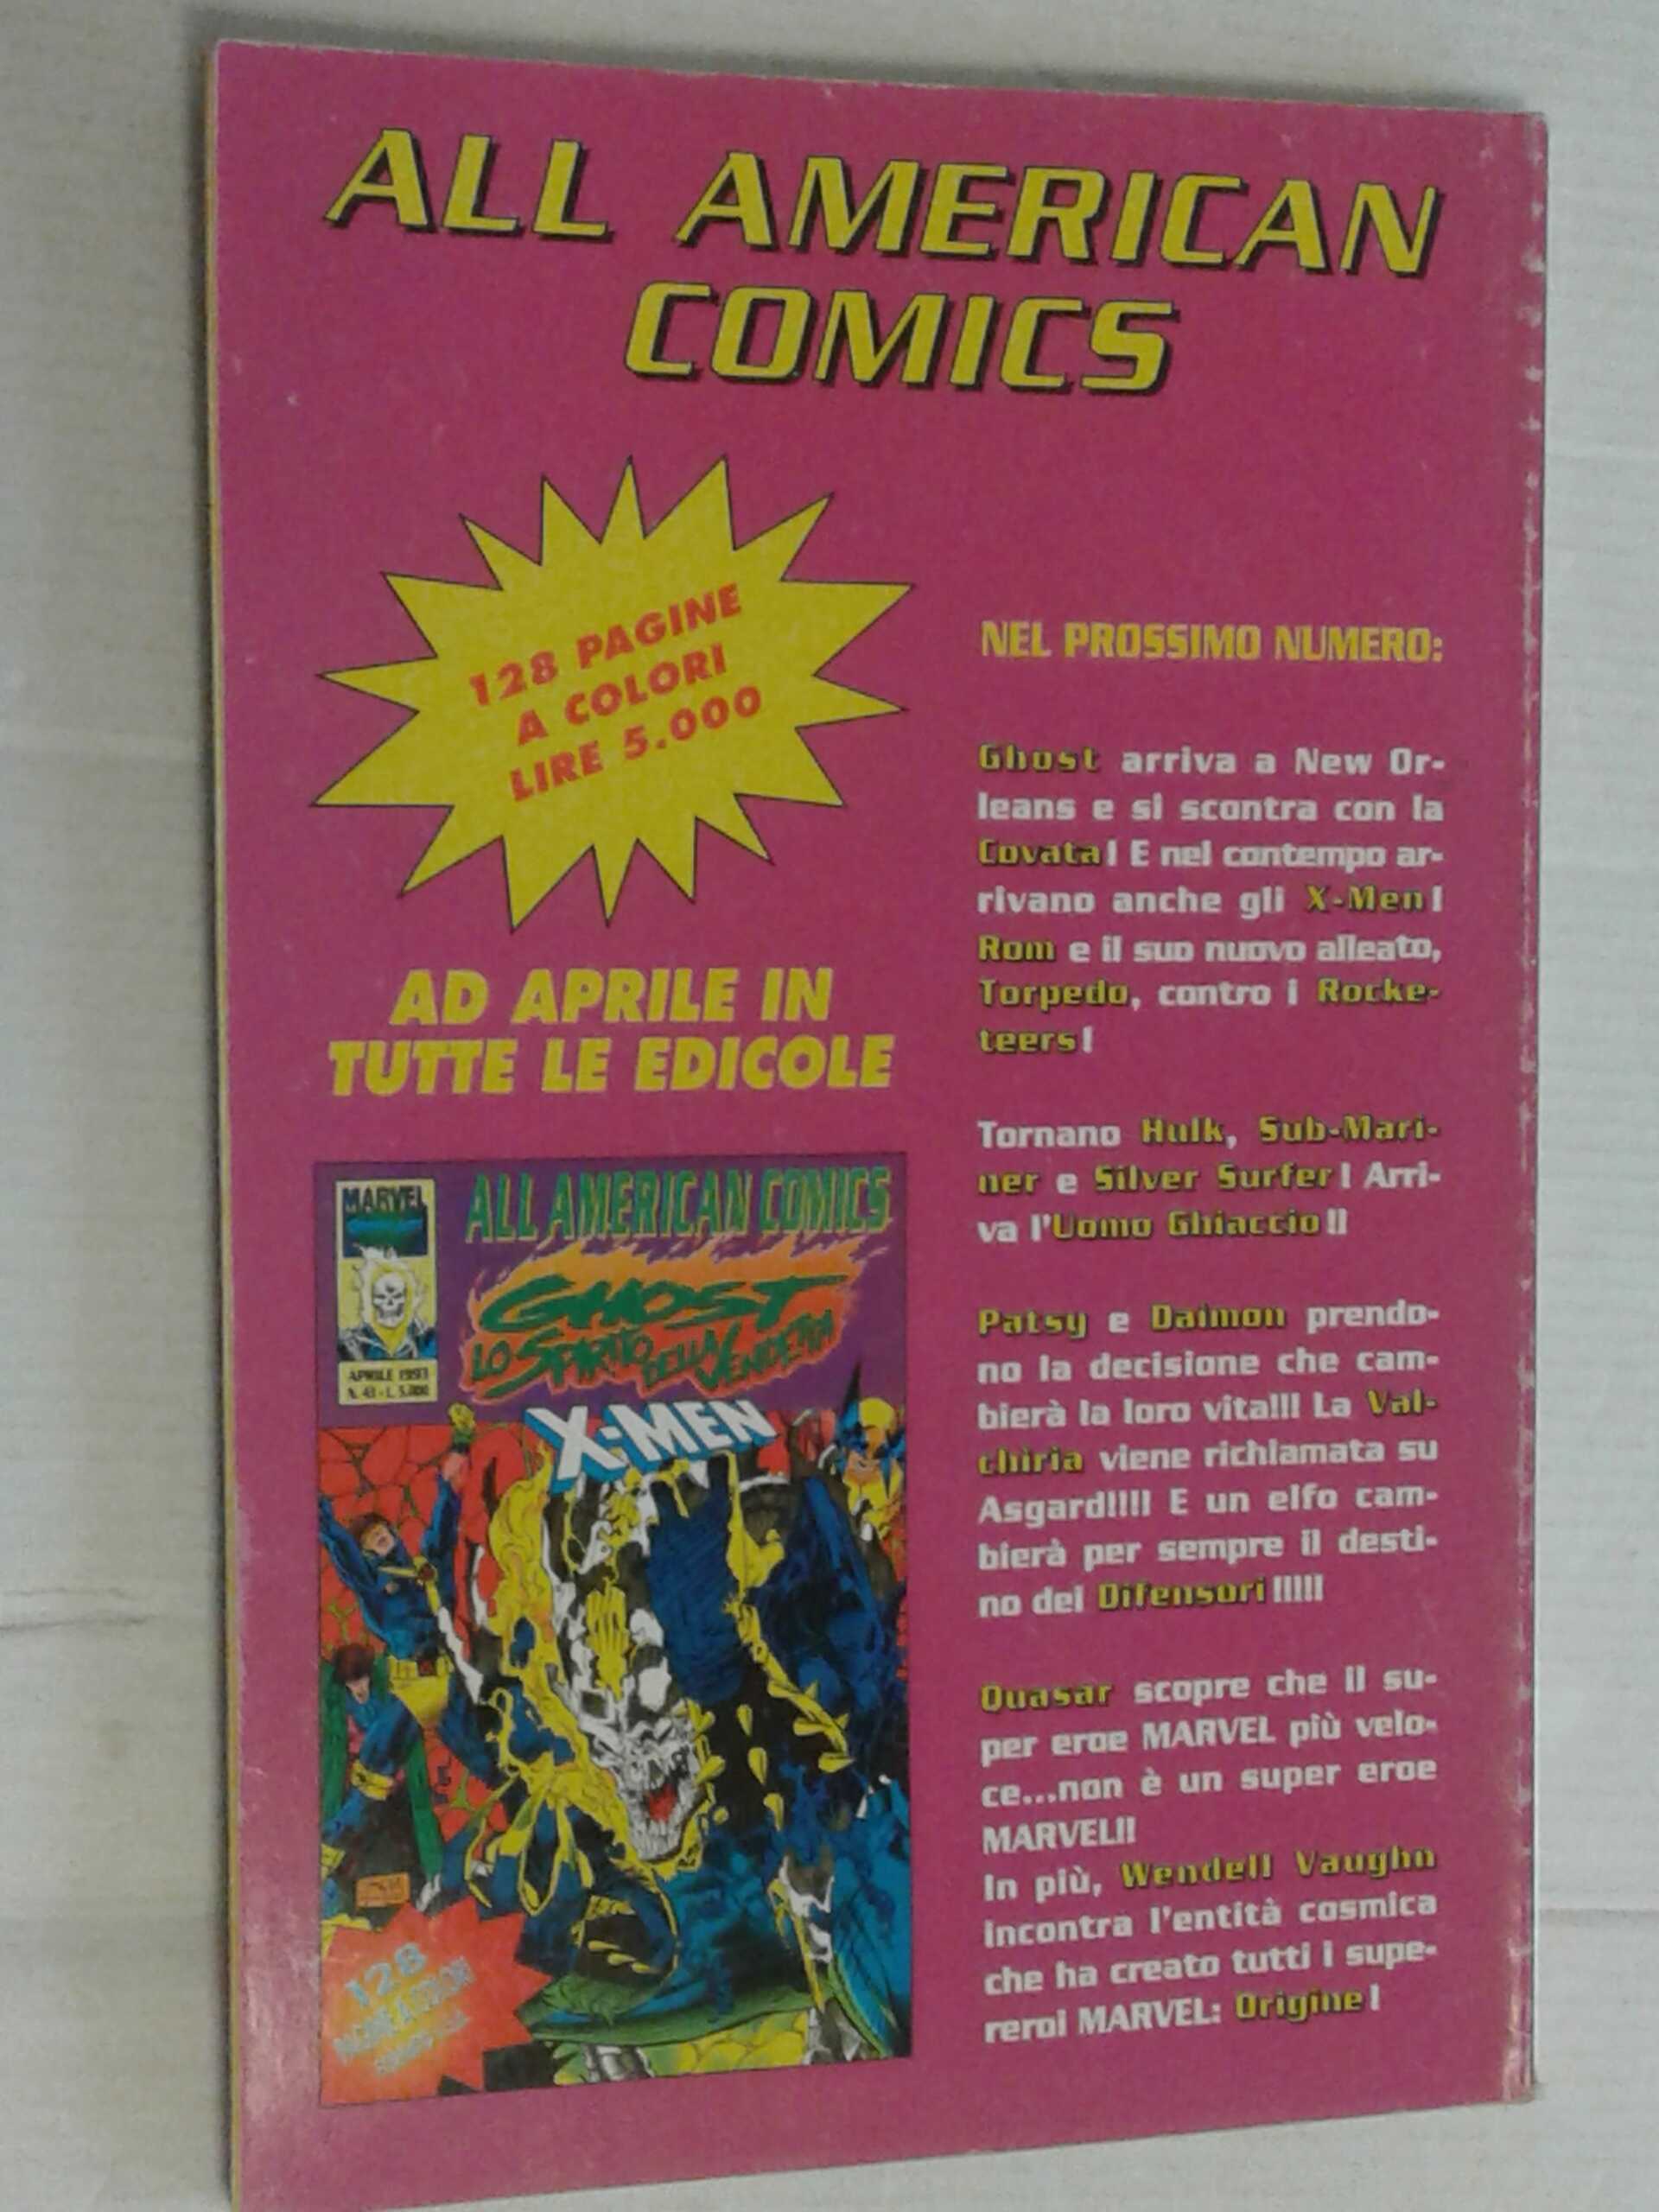 ALL AMERICAN
COMICS
128 PAGINE
A COLORI
LIRE 5.000
AD APRILE IN
TUTTE LE EDICOLE
MARVEL
APRILE 1993
N. 43 - L. 5.000
ALL AMERICAN COMICS
GHOST
LO SPIRITO DELLA VENDETTA
X-MEN
128
NEL PROSSIMO NUMERO:
Ghost arriva a New Or-
leans e si scontra con la
Covata! E nel contempo ar-
rivano anche gli X-Men!
Rom e il suo nuovo alleato,
Torpedo, contro i Rocke-
teers!
Tornano Hulk, Sub-Mari-
ner e Silver Surfer! Arri-
va l'Uomo Ghiaccio!!
Patsy e Daimon prendo-
no la decisione che cam-
bierà la loro vita!!! La Val-
chiria viene richiamata su
Asgard!!!! E un elfo cam-
bierà per sempre il desti-
no dei Difensori!!!!!
Quasar scopre che il su-
per eroe MARVEL più velo-
ce...non è un super eroe
MARVEL!!
In più, Wendell Vaughn
incontra l'entità cosmica
che ha creato tutti i supe-
reroi MARVEL: Origine!